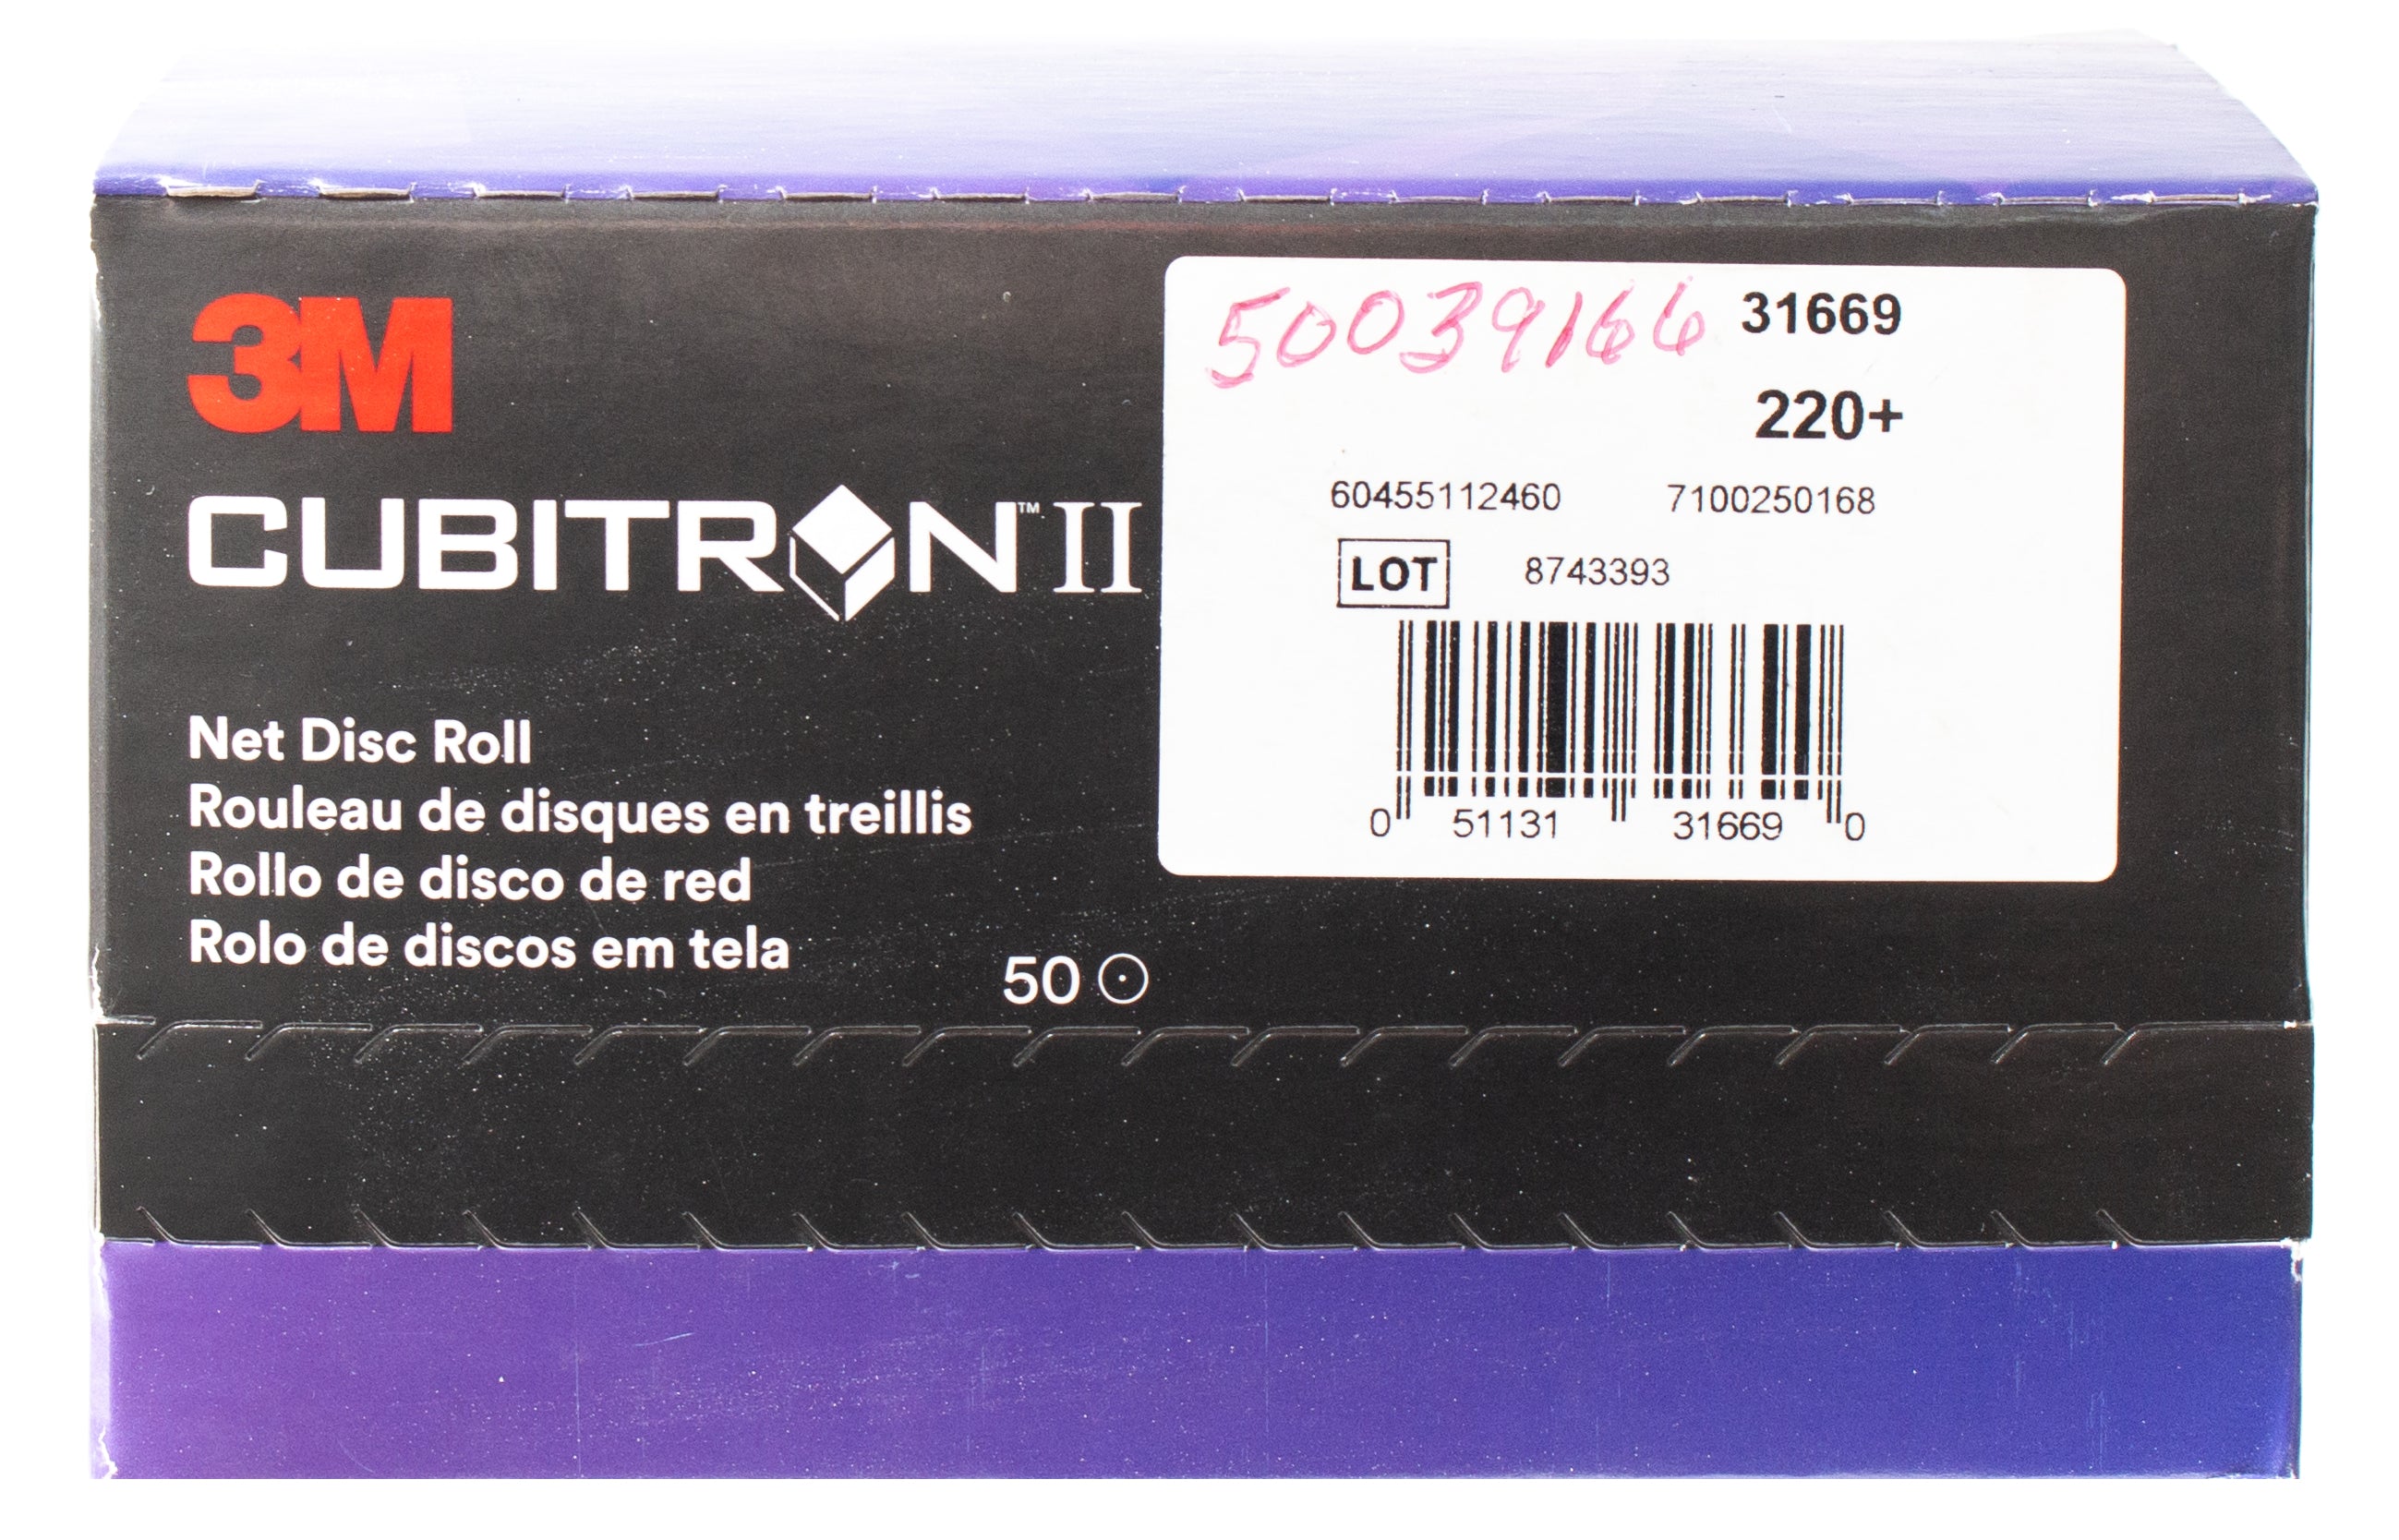 3M
CUBITRON™ II
Net Disc Roll
Rouleau de disques en treillis
Rollo de disco de red
Rolo de discos em tela
50
50039166 31669
220+
60455112460 7100250168
LOT 8743393
0 51131 31669 0